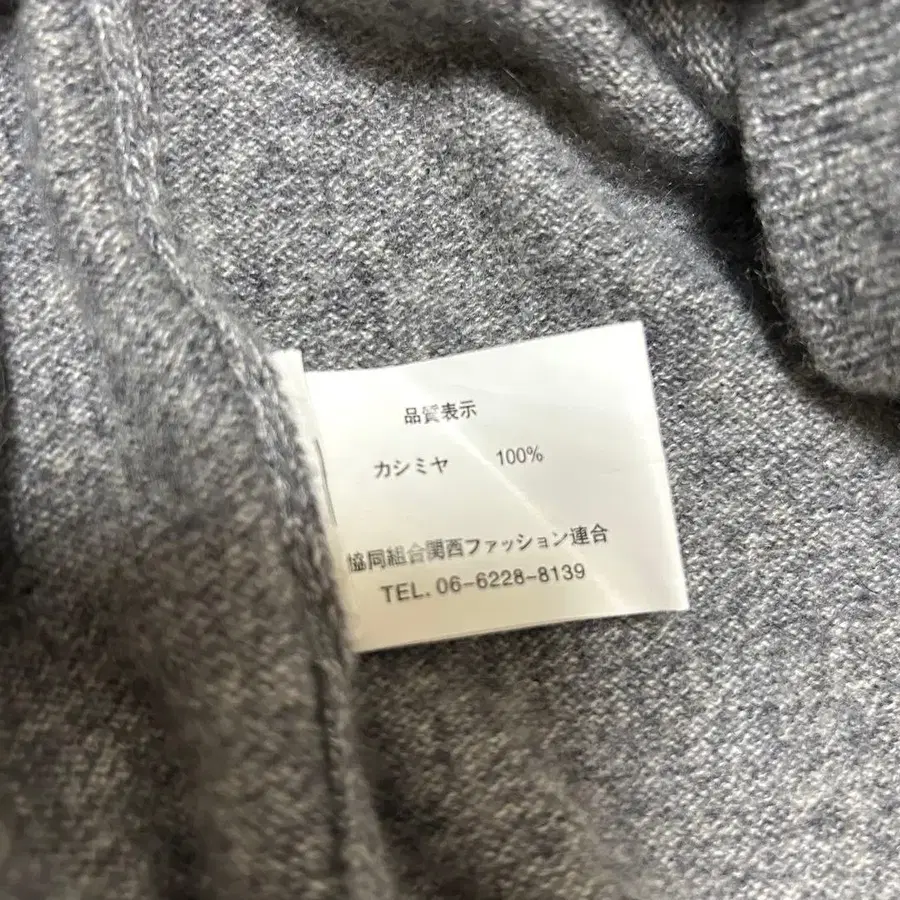 品質表示
カシミヤ 100%
協同組合関西ファッション連合
TEL. 06-6228-8139